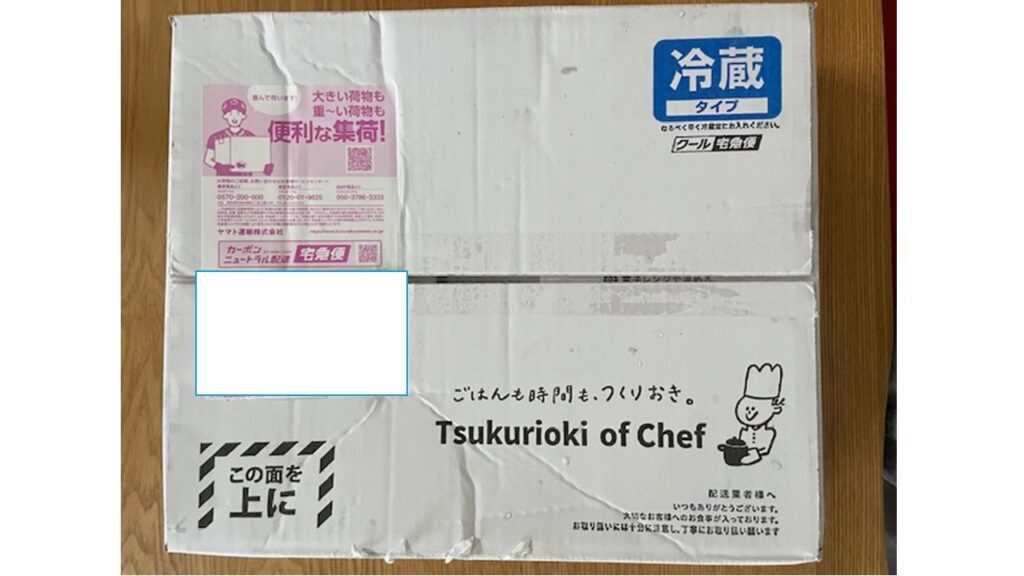 喜んで伺います!
大きい荷物も
重〜い荷物も
便利な集荷!
0570-200-000
0120-01-9625
050-3786-3333
ヤマト運輸株式会社
カーボン
ニュートラル配送
宅急便
冷蔵
タイプ
なるべく早く冷蔵室にお入れください。
クール宅急便
ごはんも時間も、つくりおき。
Tsukurioki of Chef
この面を
上に
配送業者様へ
いつもありがとうございます。
大切なお客様へのお食事が入っております。
お取り扱いには十分に注意し、丁寧にお取り扱い願います